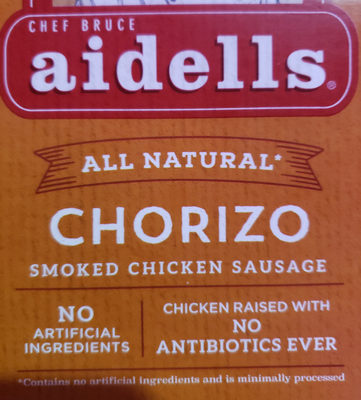 CHEF BRUCE
aidells®
ALL NATURAL*
CHORIZO
SMOKED CHICKEN SAUSAGE
NO
ARTIFICIAL
INGREDIENTS
CHICKEN RAISED WITH
NO
ANTIBIOTICS EVER
*Contains no artificial ingredients and is minimally processed